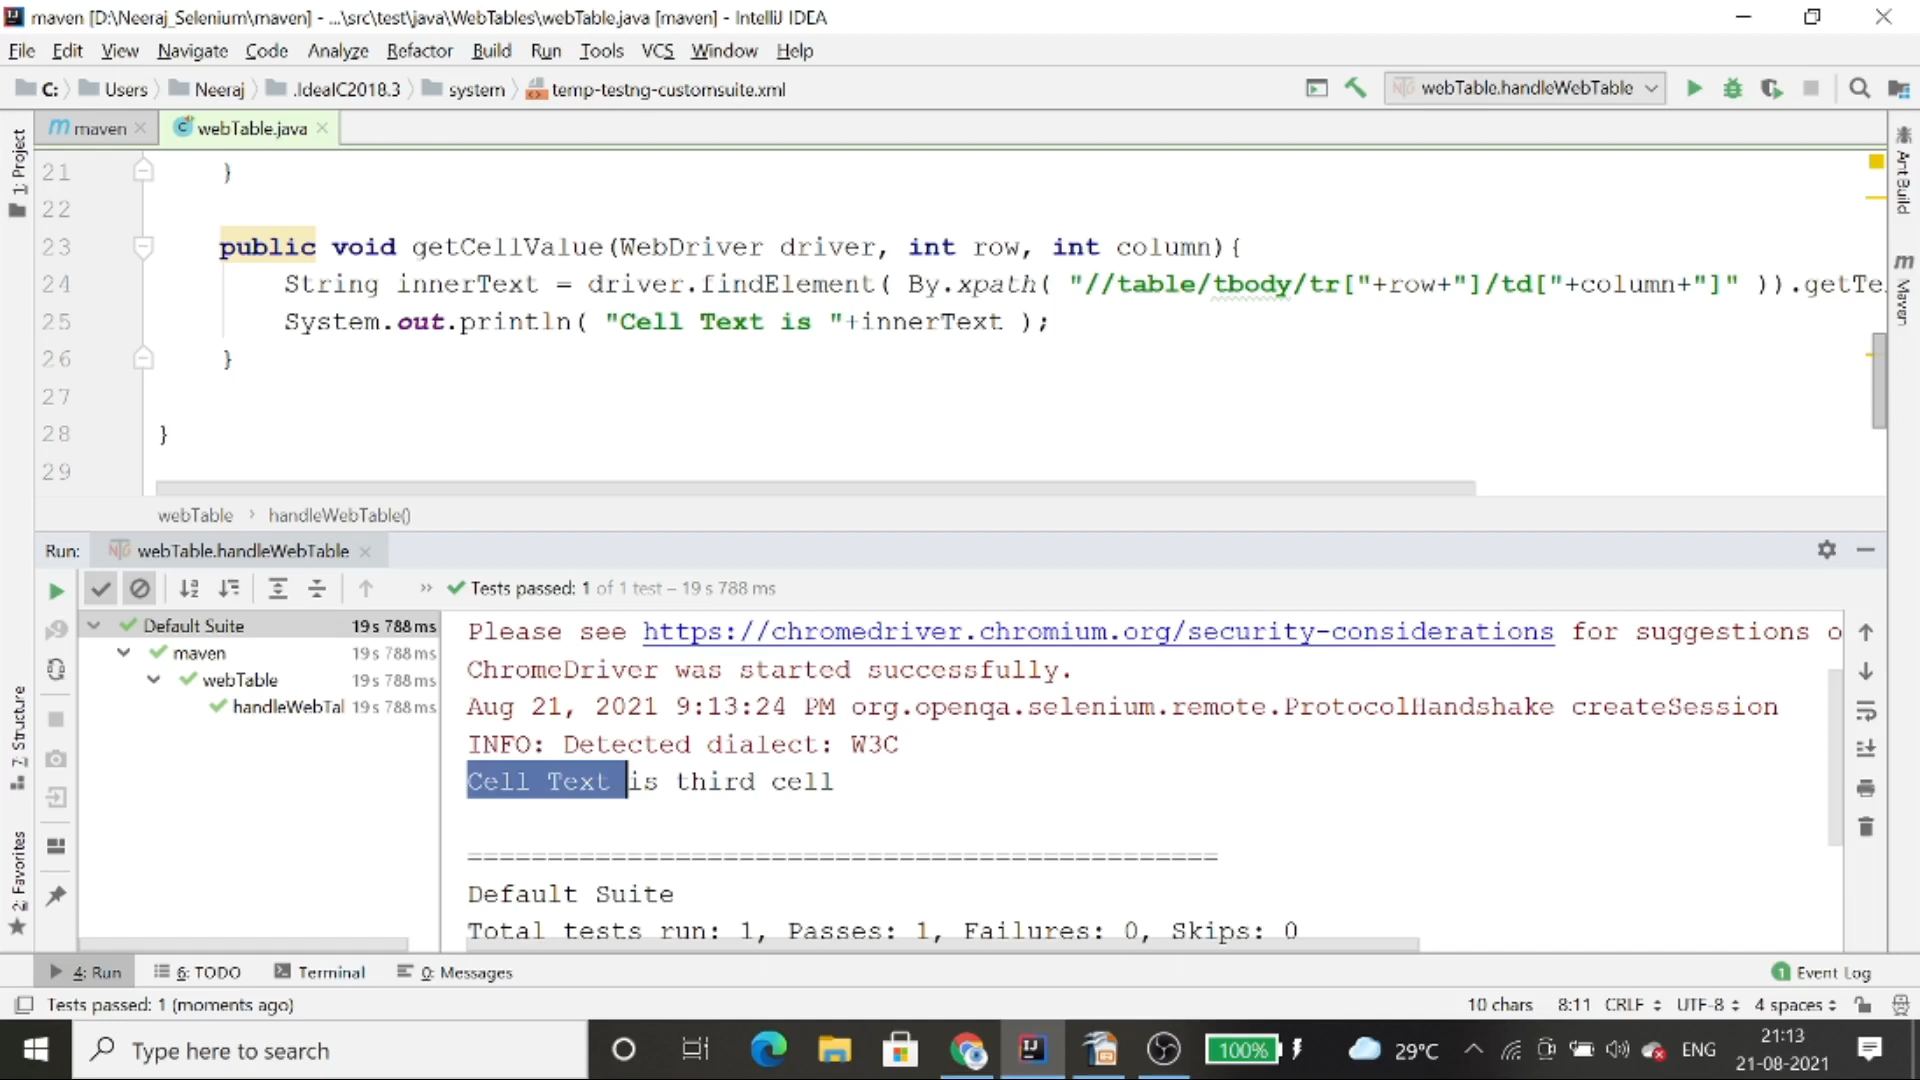 maven [D:\Neeraj_Selenium\maven] - ...\src\test\java\WebTables\webTable.java [maven] - IntelliJ IDEA
File Edit View Navigate Code Analyze Refactor Build Run Tools VCS Window Help
C: Users Neeraj .IdeaIC2018.3 system temp-testng-customsuite.xml webTable.handleWebTable
maven webTable.java
1: Project
Ant Build
Maven
21 }
22
23 public void getCellValue(WebDriver driver, int row, int column){
24 String innerText = driver.findElement( By.xpath( "//table/tbody/tr["+row+"]/td["+column+"]" )).getTe
25 System.out.println( "Cell Text is "+innerText );
26 }
27
28 }
29
webTable > handleWebTable()
Run: webTable.handleWebTable
Tests passed: 1 of 1 test – 19 s 788 ms
Default Suite 19 s 788 ms
maven 19 s 788 ms
webTable 19 s 788 ms
handleWebTal 19 s 788 ms
Please see https://chromedriver.chromium.org/security-considerations for suggestions o
ChromeDriver was started successfully.
Aug 21, 2021 9:13:24 PM org.openqa.selenium.remote.ProtocolHandshake createSession
INFO: Detected dialect: W3C
Cell Text is third cell
===============================================
Default Suite
Total tests run: 1, Passes: 1, Failures: 0, Skips: 0
7: Structure
2: Favorites
4: Run 6: TODO Terminal 0: Messages 1 Event Log
Tests passed: 1 (moments ago) 10 chars 8:11 CRLF UTF-8 4 spaces
Type here to search 100% 29°C ENG 21:13
21-08-2021